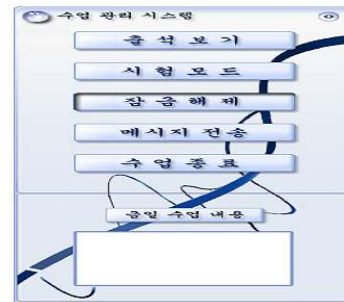 수업 관리 시스템
출석보기
시험모드
잠금해제
메시지 전송
수업종료
금일 수업 내용